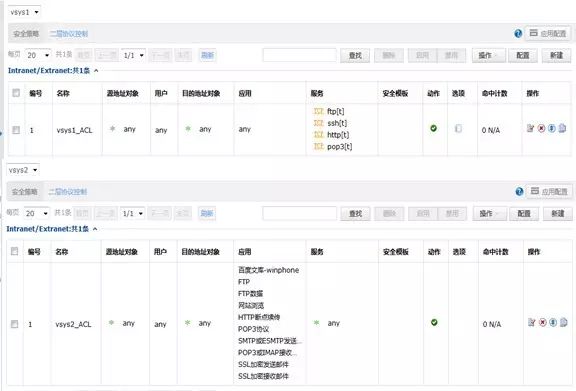 vsys1
安全策略 二层协议控制 应用配置
每页 20 共1条 首页 上一页 1/1 下一页 末页 刷新 查找 删除 启用 禁用 操作 配置 新建
Intranet/Extranet:共1条
编号 名称 源地址对象 用户 目的地址对象 应用 服务 安全模板 动作 选项 命中计数 操作
ftp[t]
ssh[t]
1 vsys1_ACL any any any any 0 N/A
http[t]
pop3[t]
vsys2
安全策略 二层协议控制 应用配置
每页 20 共1条 首页 上一页 1/1 下一页 末页 刷新 查找 删除 启用 禁用 操作 配置 新建
Intranet/Extranet:共1条
编号 名称 源地址对象 用户 目的地址对象 应用 服务 安全模板 动作 选项 命中计数 操作
百度文库-winphone
FTP
FTP数据
网站浏览
1 vsys2_ACL any any any any 0 N/A
HTTP断点续传
POP3协议
SMTP或ESMTP发送...
POP3或IMAP接收...
SSL加密发送邮件
SSL加密接收邮件